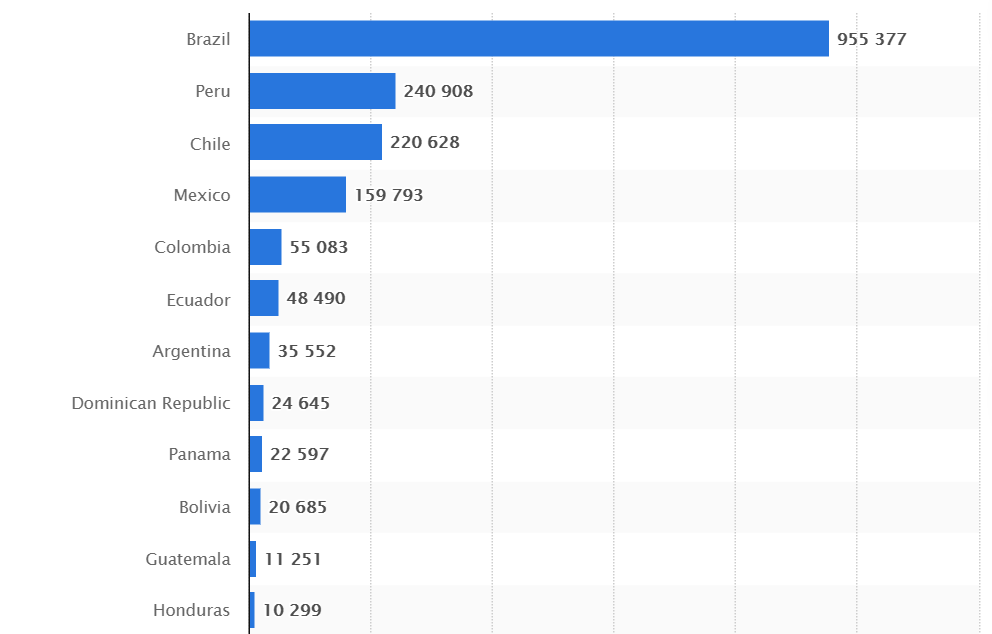 Brazil 955 377
Peru 240 908
Chile 220 628
Mexico 159 793
Colombia 55 083
Ecuador 48 490
Argentina 35 552
Dominican Republic 24 645
Panama 22 597
Bolivia 20 685
Guatemala 11 251
Honduras 10 299